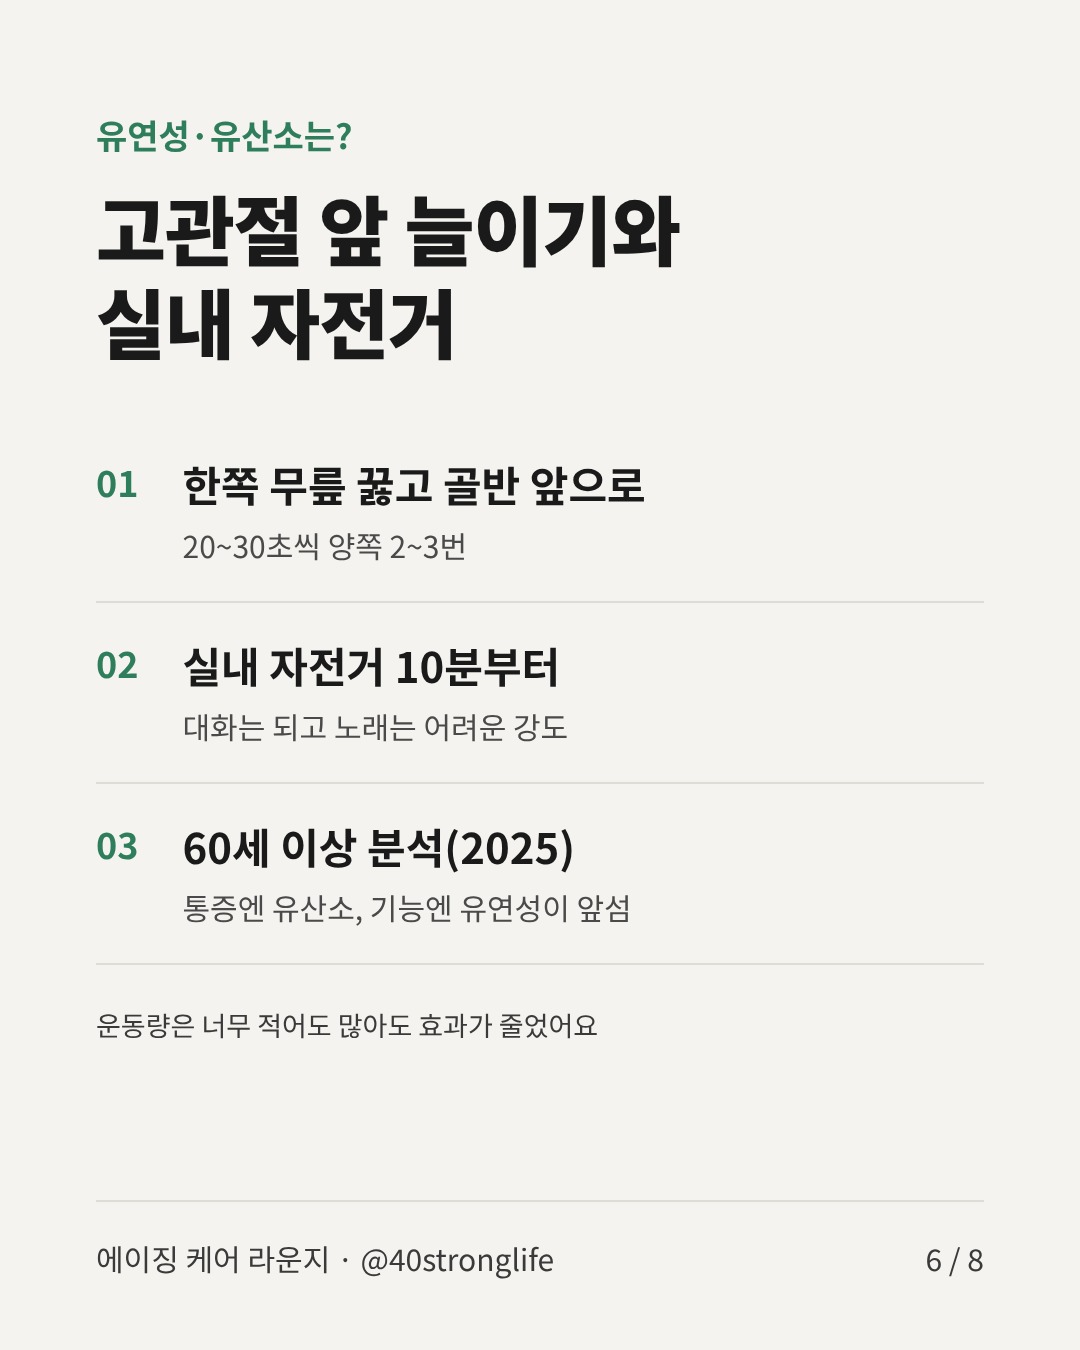 유연성·유산소는?
고관절 앞 늘이기와
실내 자전거
01 한쪽 무릎 꿇고 골반 앞으로
20~30초씩 양쪽 2~3번
02 실내 자전거 10분부터
대화는 되고 노래는 어려운 강도
03 60세 이상 분석(2025)
통증엔 유산소, 기능엔 유연성이 앞섬
운동량은 너무 적어도 많아도 효과가 줄었어요
에이징 케어 라운지 · @40stronglife 6 / 8